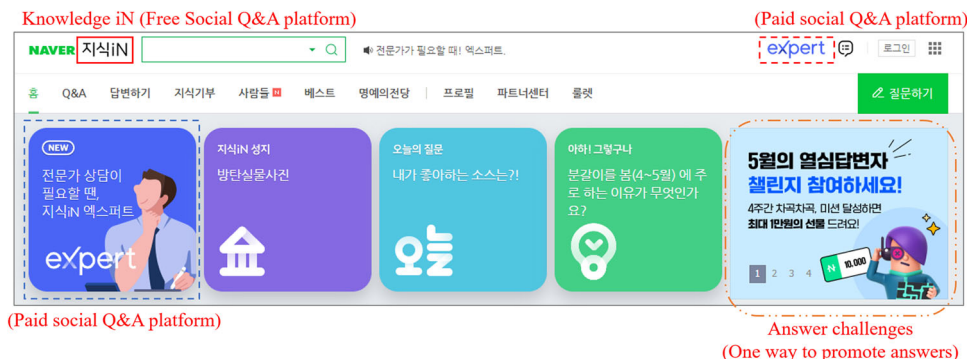 Knowledge iN (Free Social Q&A platform)
(Paid social Q&A platform)
NAVER 지식iN
전문가가 필요할 때! 엑스퍼트.
expert
로그인
홈 Q&A 답변하기 지식기부 사람들 N 베스트 명예의전당 프로필 파트너센터 룰렛
질문하기
NEW
전문가 상담이
필요할 땐,
지식iN 엑스퍼트
expert
지식iN 성지
방탄실물사진
오늘의 질문
내가 좋아하는 소스는?!
오늘
아하! 그렇구나
분갈이를 봄(4~5월) 에 주
로 하는 이유가 무엇인가
요?
5월의 열심답변자
챌린지 참여하세요!
4주간 차곡차곡, 미션 달성하면
최대 1만원의 선물 드려요!
1 2 3 4
N 10,000
(Paid social Q&A platform)
Answer challenges
(One way to promote answers)